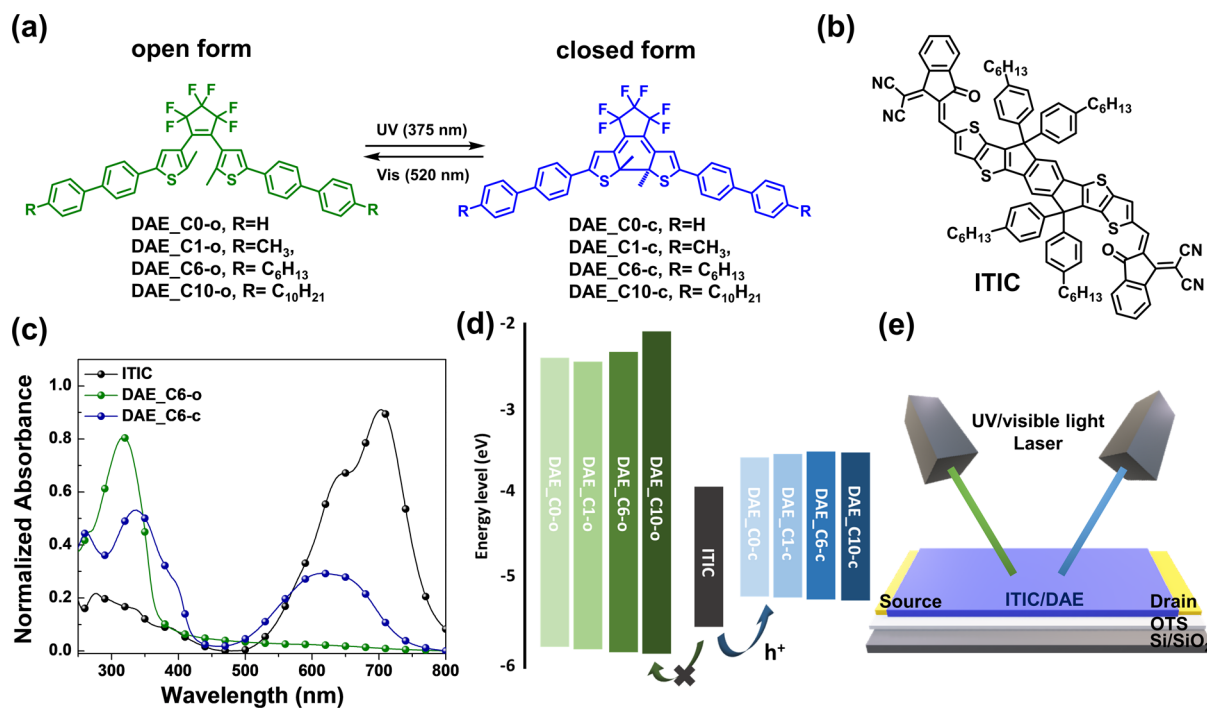 (a)
open form
closed form
F F
F F
F F
S S
R R
UV (375 nm)
Vis (520 nm)
F F
F F
F F
S S
R R
DAE_C0-o, R=H
DAE_C1-o, R=CH₃,
DAE_C6-o, R= C₆H₁₃
DAE_C10-o, R= C₁₀H₂₁
DAE_C0-c, R=H
DAE_C1-c, R=CH₃,
DAE_C6-c, R= C₆H₁₃
DAE_C10-c, R= C₁₀H₂₁
(b)
C₆H₁₃
CN
CN
O
C₆H₁₃
S
S
S
S
C₆H₁₃
C₆H₁₃
O
CN
CN
ITIC
(c)
Normalized Absorbance
1.0
0.8
0.6
0.4
0.2
0.0
ITIC
DAE_C6-o
DAE_C6-c
300 400 500 600 700 800
Wavelength (nm)
(d)
Energy level (eV)
-2
-3
-4
-5
-6
DAE_C0-o
DAE_C1-o
DAE_C6-o
DAE_C10-o
ITIC
DAE_C0-c
DAE_C1-c
DAE_C6-c
DAE_C10-c
h⁺
(e)
UV/visible light
Laser
Source ITIC/DAE Drain
OTS
Si/SiO₂